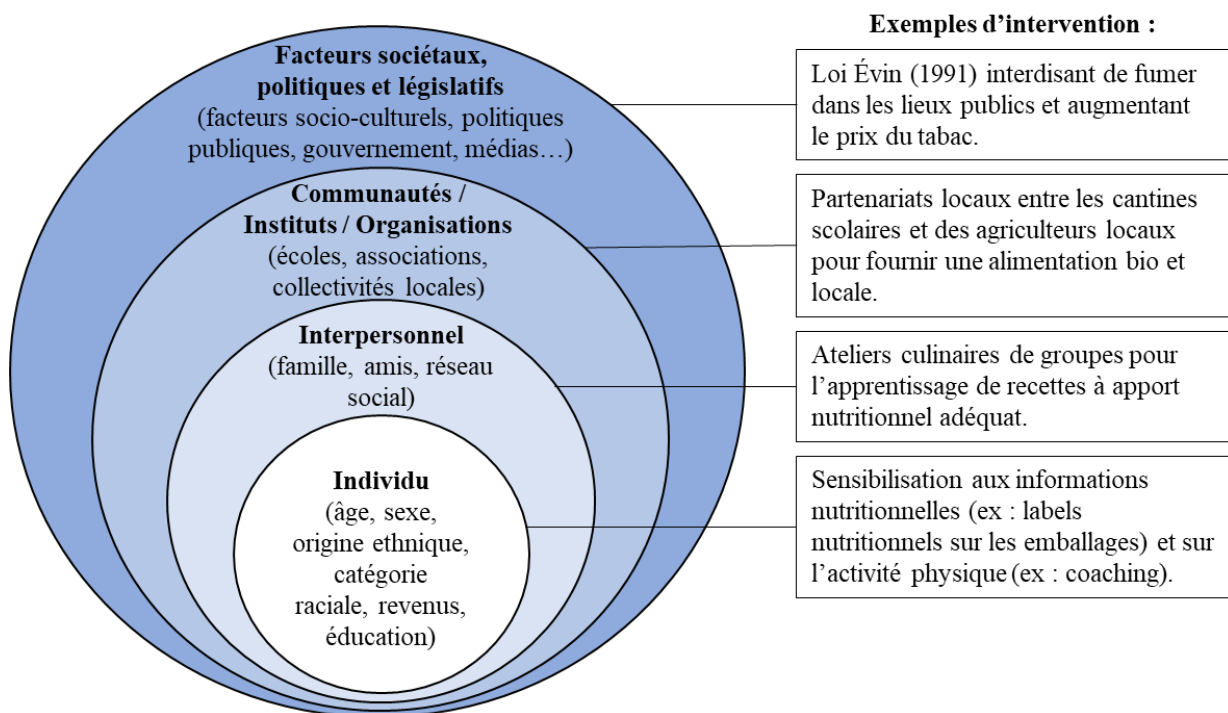 Exemples d’intervention :
Facteurs sociétaux,
politiques et législatifs
(facteurs socio-culturels, politiques
publiques, gouvernement, médias…)
Loi Évin (1991) interdisant de fumer
dans les lieux publics et augmentant
le prix du tabac.
Communautés /
Instituts / Organisations
(écoles, associations,
collectivités locales)
Partenariats locaux entre les cantines
scolaires et des agriculteurs locaux
pour fournir une alimentation bio et
locale.
Interpersonnel
(famille, amis, réseau
social)
Ateliers culinaires de groupes pour
l’apprentissage de recettes à apport
nutritionnel adéquat.
Individu
(âge, sexe,
origine ethnique,
catégorie
raciale, revenus,
éducation)
Sensibilisation aux informations
nutritionnelles (ex : labels
nutritionnels sur les emballages) et sur
l’activité physique (ex : coaching).